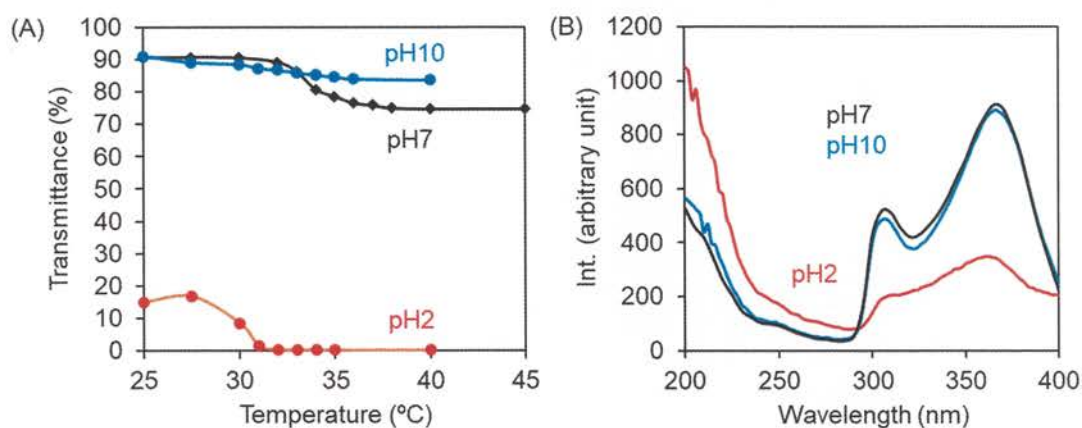 (A)
Transmittance (%)
100
90
80
70
60
50
40
30
20
10
0
pH10
pH7
pH2
25 30 35 40 45
Temperature (ºC)
(B)
Int. (arbitrary unit)
1200
1000
800
600
400
200
0
pH7
pH10
pH2
200 250 300 350 400
Wavelength (nm)